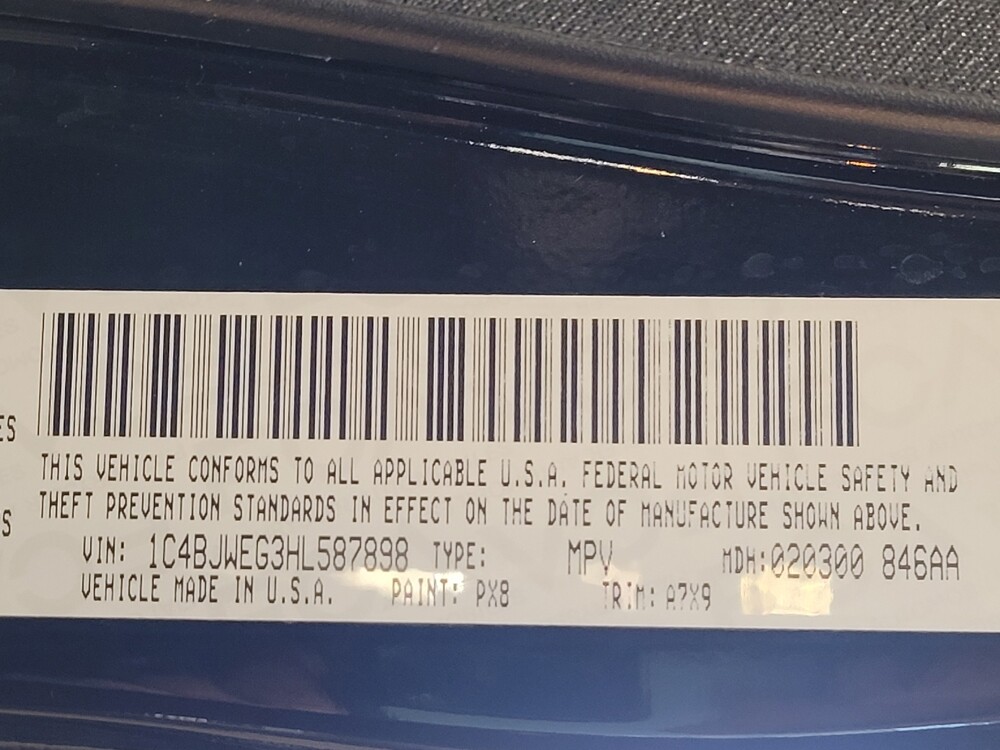 ES
THIS VEHICLE CONFORMS TO ALL APPLICABLE U.S.A. FEDERAL MOTOR VEHICLE SAFETY AND
THEFT PREVENTION STANDARDS IN EFFECT ON THE DATE OF MANUFACTURE SHOWN ABOVE.
VIN: 1C4BJWEG3HL587898 TYPE: MPV MDH:020300 846AA
VEHICLE MADE IN U.S.A. PAINT: PX8 TRIM: A7X9